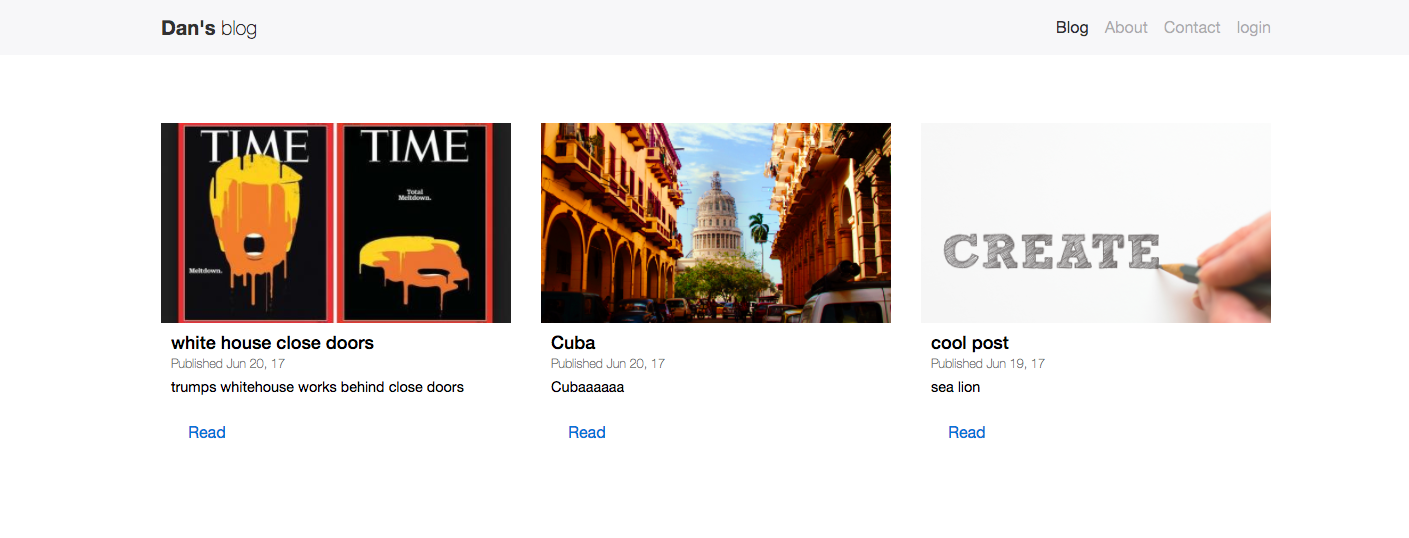 Dan's blog
Blog About Contact login
TIME
Meltdown.
TIME
Total
Meltdown.
CREATE
white house close doors
Published Jun 20, 17
trumps whitehouse works behind close doors
Read
Cuba
Published Jun 20, 17
Cubaaaaaa
Read
cool post
Published Jun 19, 17
sea lion
Read